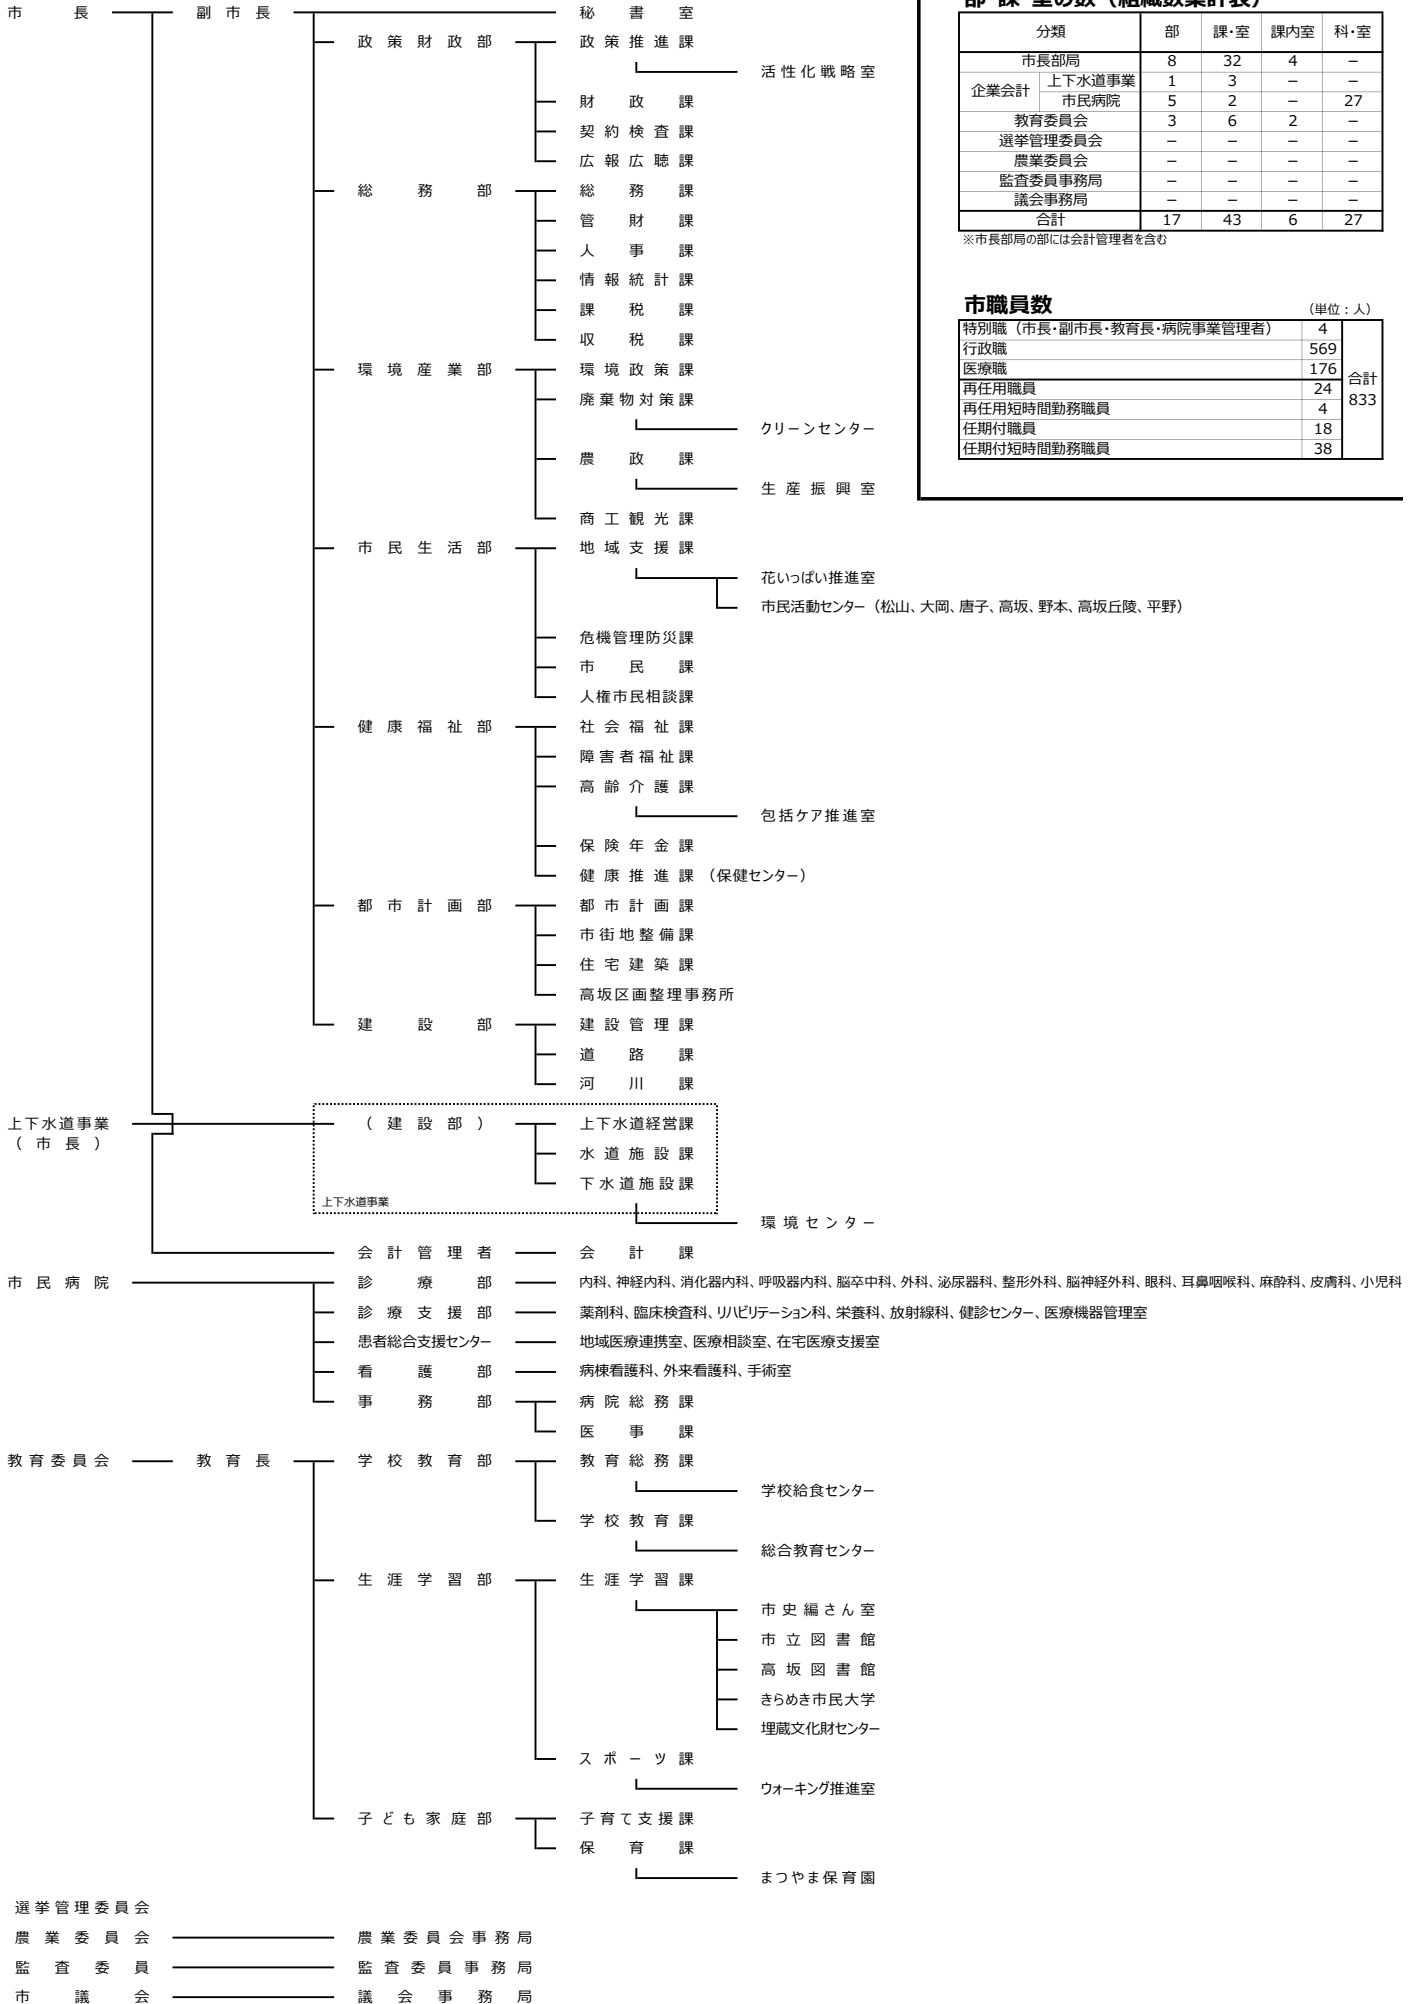 市長 副市長 秘書室
政策財政部 政策推進課
活性化戦略室
財政課
契約検査課
広報広聴課
総務部 総務課
管財課
人事課
情報統計課
課税課
収税課
環境産業部 環境政策課
廃棄物対策課
クリーンセンター
農政課
生産振興室
商工観光課
市民生活部 地域支援課
花いっぱい推進室
市民活動センター（松山、大岡、唐子、高坂、野本、高坂丘陵、平野）
危機管理防災課
市民課
人権市民相談課
健康福祉部 社会福祉課
障害者福祉課
高齢介護課
包括ケア推進室
保険年金課
健康推進課（保健センター）
都市計画部 都市計画課
市街地整備課
住宅建築課
高坂区画整理事務所
建設部 建設管理課
道路課
河川課
上下水道事業 （建設部） 上下水道経営課
（市長）
水道施設課
下水道施設課
上下水道事業
環境センター
会計管理者 会計課
市民病院 診療部 内科、神経内科、消化器内科、呼吸器内科、脳卒中科、外科、泌尿器科、整形外科、脳神経外科、眼科、耳鼻咽喉科、麻酔科、皮膚科、小児科
診療支援部 薬剤科、臨床検査科、リハビリテーション科、栄養科、放射線科、健診センター、医療機器管理室
患者総合支援センター 地域医療連携室、医療相談室、在宅医療支援室
看護部 病棟看護科、外来看護科、手術室
事務部 病院総務課
医事課
教育委員会 教育長 学校教育部 教育総務課
学校給食センター
学校教育課
総合教育センター
生涯学習部 生涯学習課
市史編さん室
市立図書館
高坂図書館
きらめき市民大学
埋蔵文化財センター
スポーツ課
ウォーキング推進室
子ども家庭部 子育て支援課
保育課
まつやま保育園
選挙管理委員会
農業委員会 農業委員会事務局
監査委員 監査委員事務局
市議会 議会事務局
部・課・室の数（組織数集計表）
分類 部 課・室 課内室 科・室
市長部局 8 32 4 －
企業会計 上下水道事業 1 3 － －
市民病院 5 2 － 27
教育委員会 3 6 2 －
選挙管理委員会 － － － －
農業委員会 － － － －
監査委員事務局 － － － －
議会事務局 － － － －
合計 17 43 6 27
※市長部局の部には会計管理者を含む
市職員数 （単位：人）
特別職（市長・副市長・教育長・病院事業管理者） 4
行政職 569
医療職 176
再任用職員 24
再任用短時間勤務職員 4
任期付職員 18
任期付短時間勤務職員 38
合計
833